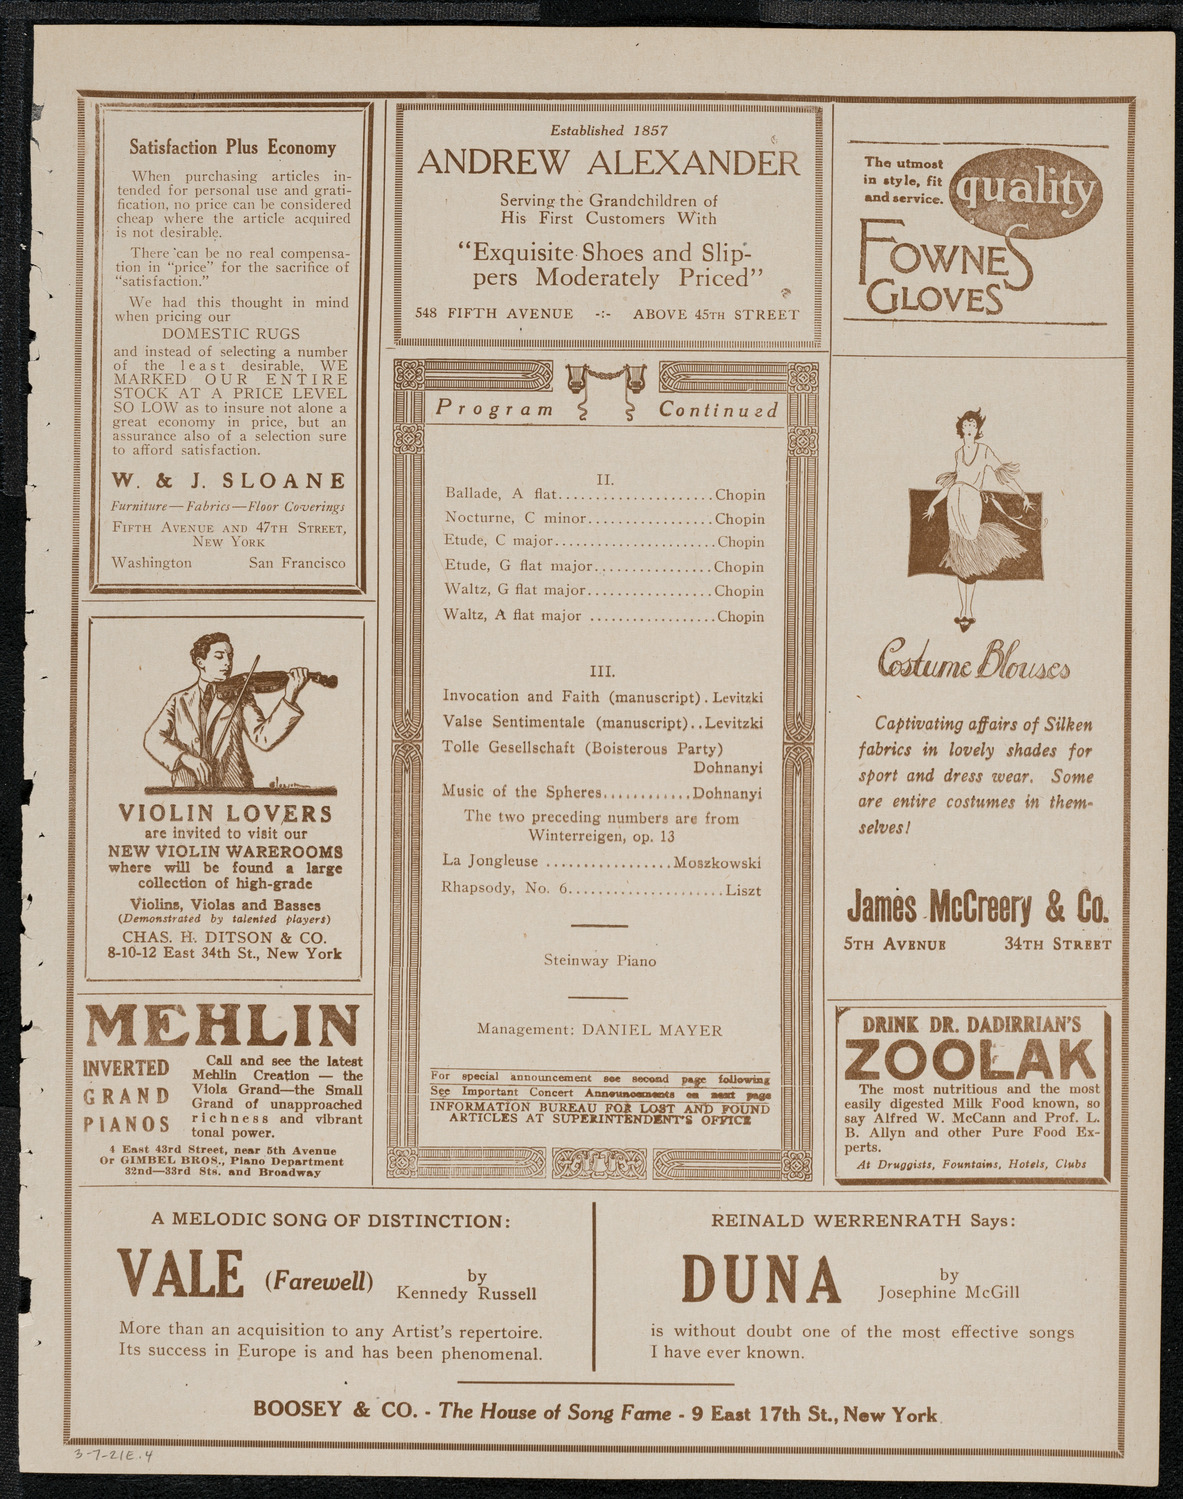 Satisfaction Plus Economy
When purchasing articles in-
tended for personal use and grati-
fication, no price can be considered
cheap where the article acquired
is not desirable.
There can be no real compensa-
tion in "price" for the sacrifice of
"satisfaction."
We had this thought in mind
when pricing our
DOMESTIC RUGS
and instead of selecting a number
of the least desirable, WE
MARKED OUR ENTIRE
STOCK AT A PRICE LEVEL
SO LOW as to insure not alone a
great economy in price, but an
assurance also of a selection sure
to afford satisfaction.
W. & J. SLOANE
Furniture—Fabrics—Floor Coverings
FIFTH AVENUE AND 47TH STREET,
NEW YORK
Washington San Francisco
VIOLIN LOVERS
are invited to visit our
NEW VIOLIN WAREROOMS
where will be found a large
collection of high-grade
Violins, Violas and Basses
(Demonstrated by talented players)
CHAS. H. DITSON & CO.
8-10-12 East 34th St., New York
MEHLIN
INVERTED
GRAND
PIANOS
Call and see the latest
Mehlin Creation — the
Viola Grand—the Small
Grand of unapproached
richness and vibrant
tonal power.
4 East 43rd Street, near 5th Avenue
Or GIMBEL BROS., Piano Department
32nd—33rd Sts. and Broadway
Established 1857
ANDREW ALEXANDER
Serving the Grandchildren of
His First Customers With
"Exquisite Shoes and Slip-
pers Moderately Priced"
548 FIFTH AVENUE -:- ABOVE 45TH STREET
Program Continued
II.
Ballade, A flat......................Chopin
Nocturne, C minor.................Chopin
Etude, C major.......................Chopin
Etude, G flat major................Chopin
Waltz, G flat major.................Chopin
Waltz, A flat major ..................Chopin
III.
Invocation and Faith (manuscript). Levitzki
Valse Sentimentale (manuscript)..Levitzki
Tolle Gesellschaft (Boisterous Party)
Dohnanyi
Music of the Spheres............Dohnanyi
The two preceding numbers are from
Winterreigen, op. 13
La Jongleuse .................Moszkowski
Rhapsody, No. 6......................Liszt
Steinway Piano
Management: DANIEL MAYER
For special announcement see second page following
See Important Concert Announcements on next page
INFORMATION BUREAU FOR LOST AND FOUND
ARTICLES AT SUPERINTENDENT'S OFFICE
The utmost
in style, fit
and service.
quality
FOWNES
GLOVES
Costume Blouses
Captivating affairs of Silken
fabrics in lovely shades for
sport and dress wear. Some
are entire costumes in them-
selves!
James McCreery & Co.
5TH AVENUE 34TH STREET
DRINK DR. DADIRRIAN'S
ZOOLAK
The most nutritious and the most
easily digested Milk Food known, so
say Alfred W. McCann and Prof. L.
B. Allyn and other Pure Food Ex-
perts.
At Druggists, Fountains, Hotels, Clubs
A MELODIC SONG OF DISTINCTION:
VALE (Farewell) by
Kennedy Russell
More than an acquisition to any Artist's repertoire.
Its success in Europe is and has been phenomenal.
REINALD WERRENRATH Says:
DUNA by
Josephine McGill
is without doubt one of the most effective songs
I have ever known.
BOOSEY & CO. - The House of Song Fame - 9 East 17th St., New York
3-7-21E.4